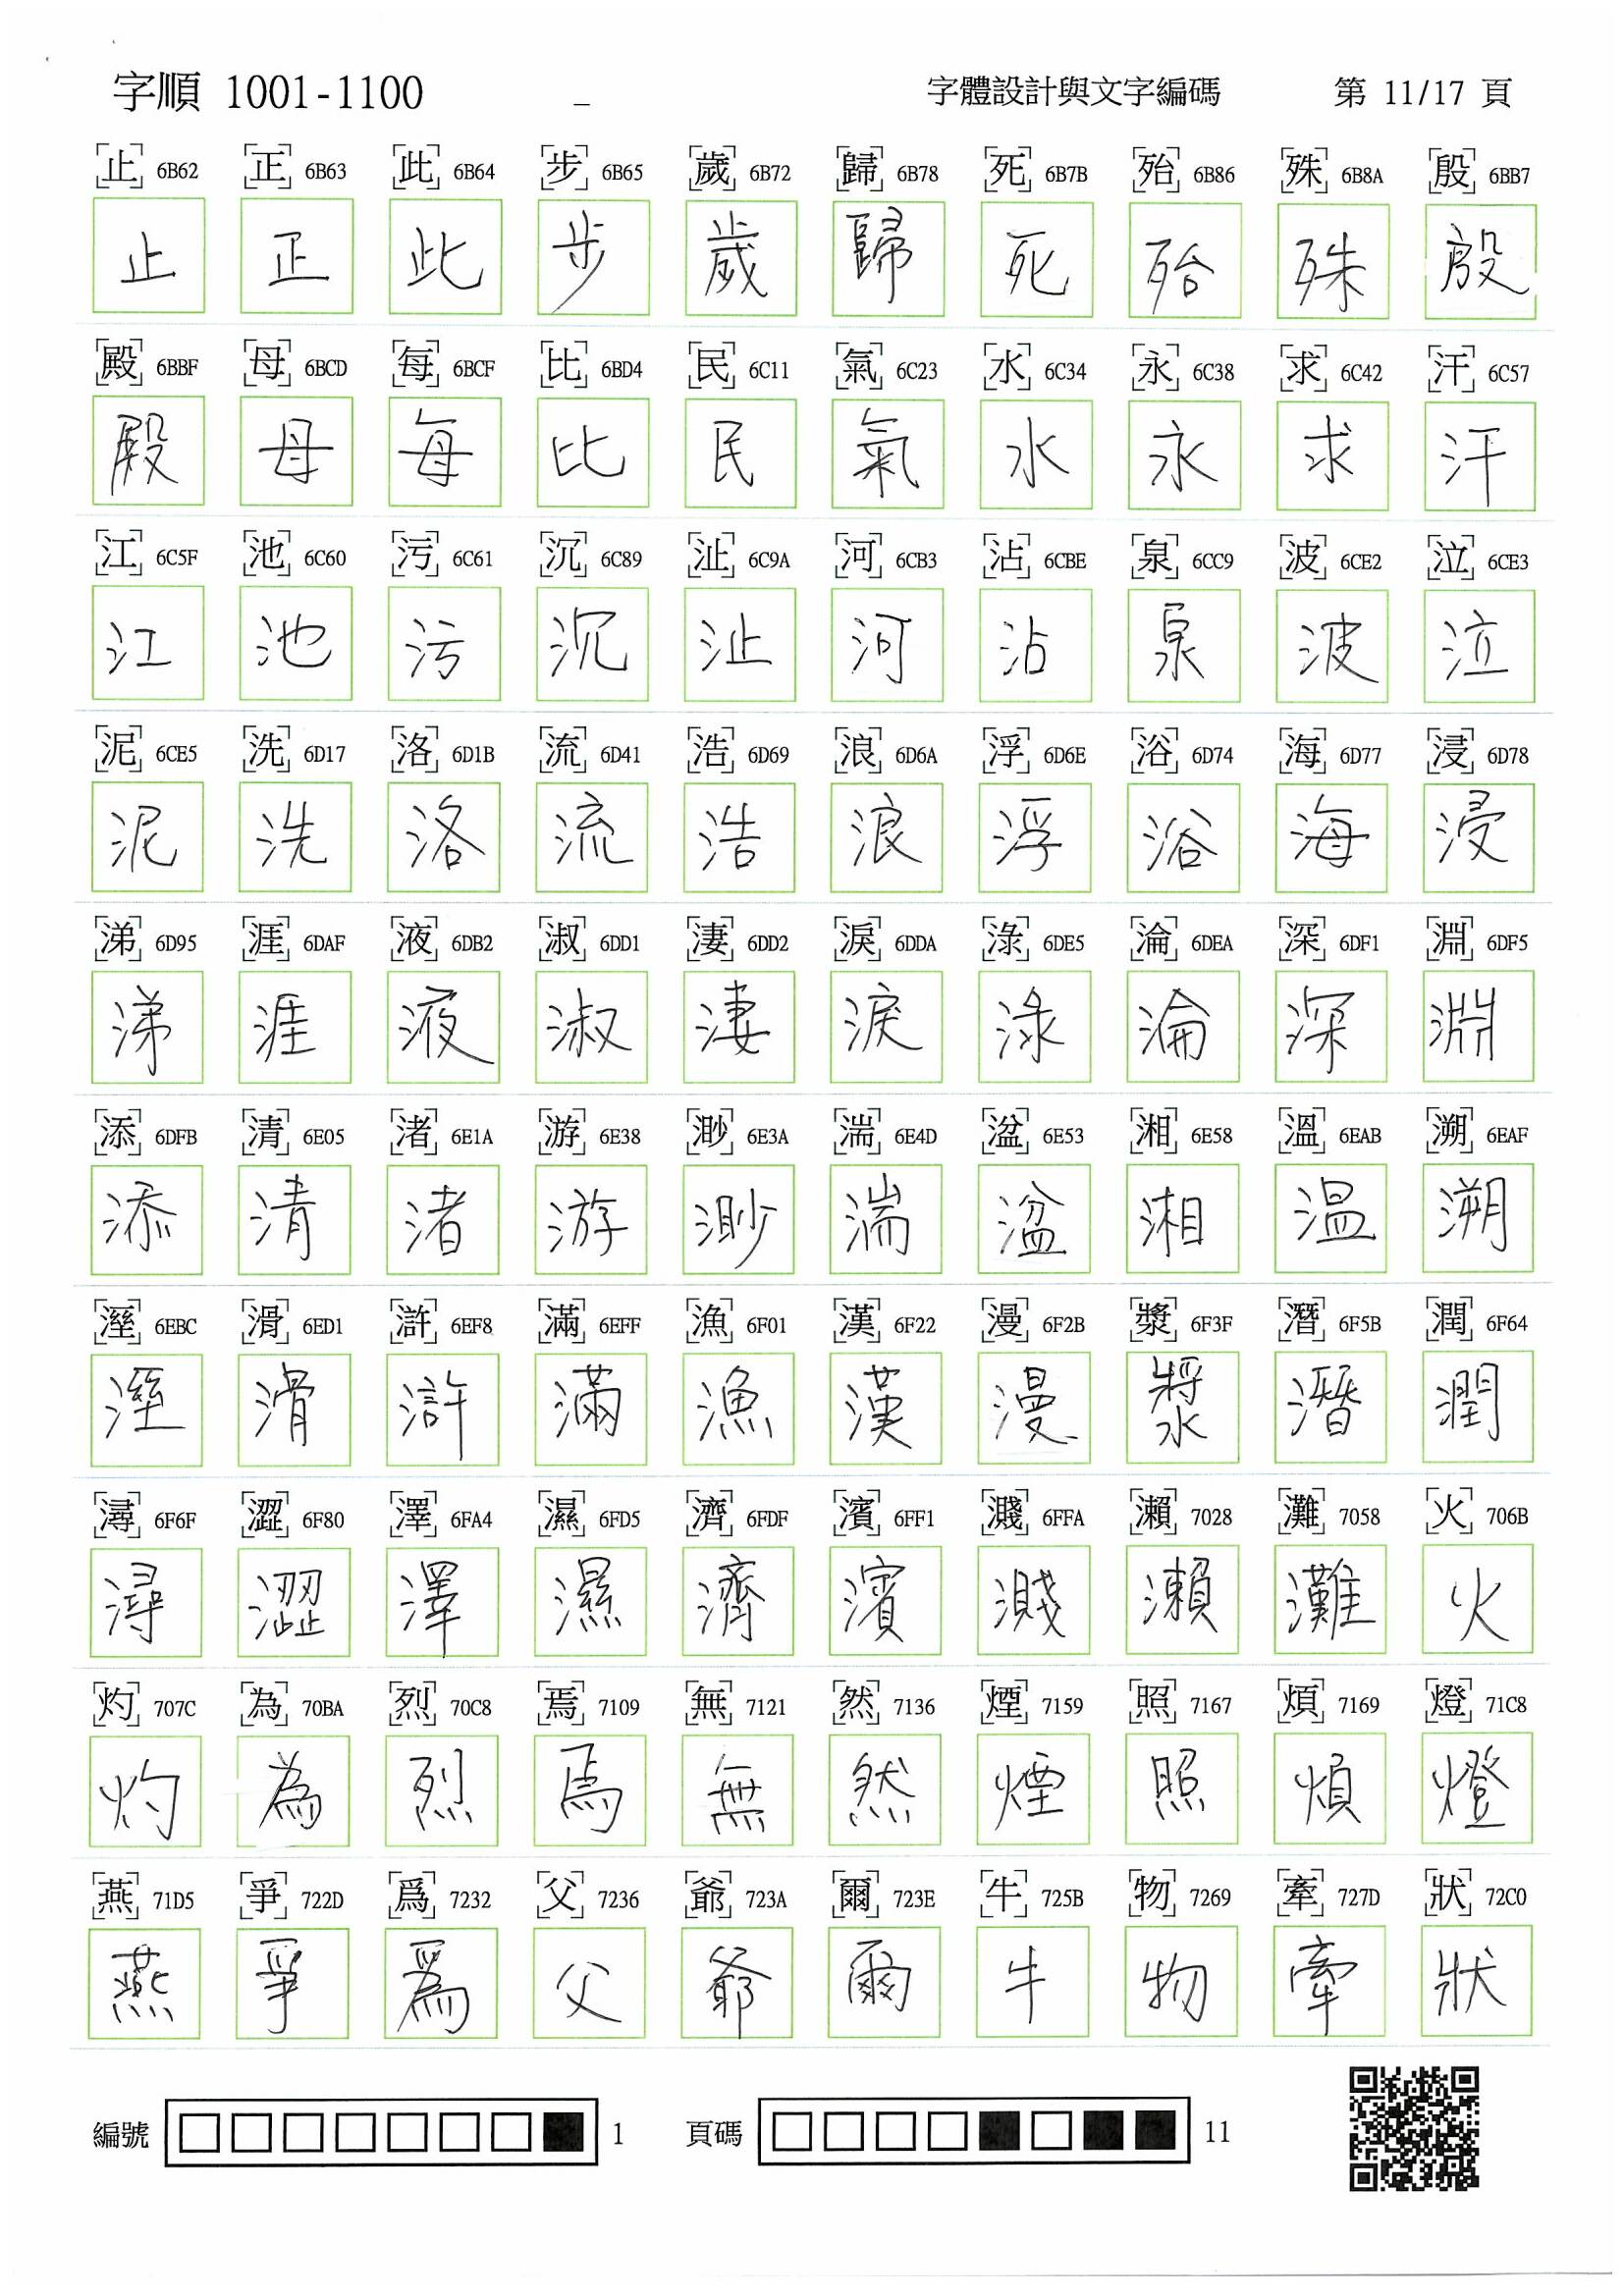 字順 1001-1100 _ 字體設計與文字編碼 第 11/17 頁
止 6B62 正 6B63 此 6B64 步 6B65 歲 6B72 歸 6B78 死 6B7B 殆 6B86 殊 6B8A 殷 6BB7
止 正 此 步 歲 歸 死 殆 殊 殷
殿 6BBF 母 6BCD 每 6BCF 比 6BD4 民 6C11 氣 6C23 水 6C34 永 6C38 求 6C42 汗 6C57
殿 母 每 比 民 氣 水 永 求 汗
江 6C5F 池 6C60 污 6C61 沉 6C89 沚 6C9A 河 6CB3 沾 6CBE 泉 6CC9 波 6CE2 泣 6CE3
江 池 污 沉 沚 河 沾 泉 波 泣
泥 6CE5 洗 6D17 洛 6D1B 流 6D41 浩 6D69 浪 6D6A 浮 6D6E 浴 6D74 海 6D77 浸 6D78
泥 洗 洛 流 浩 浪 浮 浴 海 浸
涕 6D95 涯 6DAF 液 6DB2 淑 6DD1 淒 6DD2 淚 6DDA 淥 6DE5 淪 6DEA 深 6DF1 淵 6DF5
涕 涯 液 淑 淒 淚 淥 淪 深 淵
添 6DFB 清 6E05 渚 6E1A 游 6E38 渺 6E3A 湍 6E4D 湓 6E53 湘 6E58 溫 6EAB 溯 6EAF
添 清 渚 游 渺 湍 湓 湘 溫 溯
溼 6EBC 滑 6ED1 滸 6EF8 滿 6EFF 漁 6F01 漢 6F22 漫 6F2B 漿 6F3F 潛 6F5B 潤 6F64
溼 滑 滸 滿 漁 漢 漫 漿 潛 潤
潯 6F6F 澀 6F80 澤 6FA4 濕 6FD5 濟 6FDF 濱 6FF1 濺 6FFA 瀨 7028 灘 7058 火 706B
潯 澀 澤 濕 濟 濱 濺 瀨 灘 火
灼 707C 為 70BA 烈 70C8 焉 7109 無 7121 然 7136 煙 7159 照 7167 煩 7169 燈 71C8
灼 為 烈 焉 無 然 煙 照 煩 燈
燕 71D5 爭 722D 爲 7232 父 7236 爺 723A 爾 723E 牛 725B 物 7269 牽 727D 狀 72C0
燕 爭 爲 父 爺 爾 牛 物 牽 狀
編號 1 頁碼 11